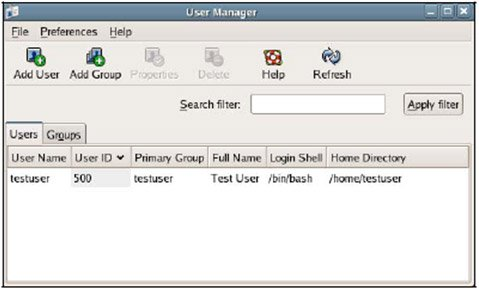 User Manager
File Preferences Help
Add User Add Group Properties Delete Help Refresh
Search filter: Apply filter
Users Groups
User Name User ID Primary Group Full Name Login Shell Home Directory
testuser 500 testuser Test User /bin/bash /home/testuser